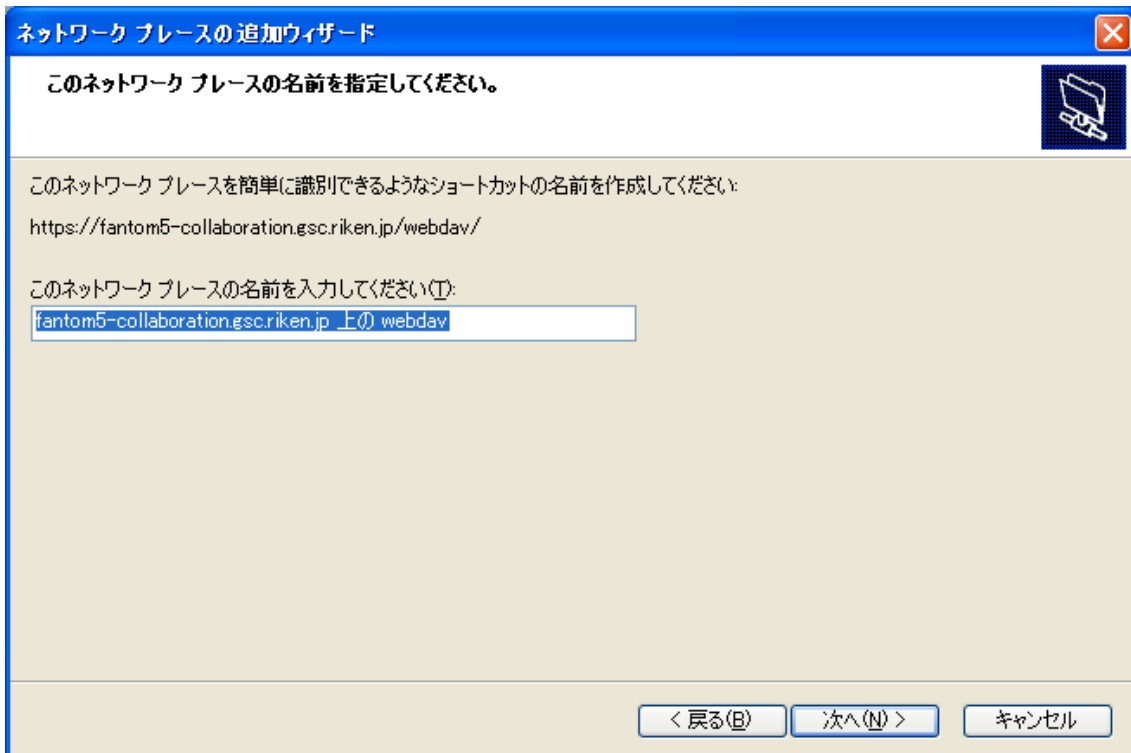 ネットワーク プレースの追加ウィザード
このネットワーク プレースの名前を指定してください。
このネットワーク プレースを簡単に識別できるようなショートカットの名前を作成してください:
https://fantom5-collaboration.gsc.riken.jp/webdav/
このネットワーク プレースの名前を入力してください(T):
fantom5-collaboration.gsc.riken.jp 上の webdav
< 戻る(B)
次へ(N) >
キャンセル